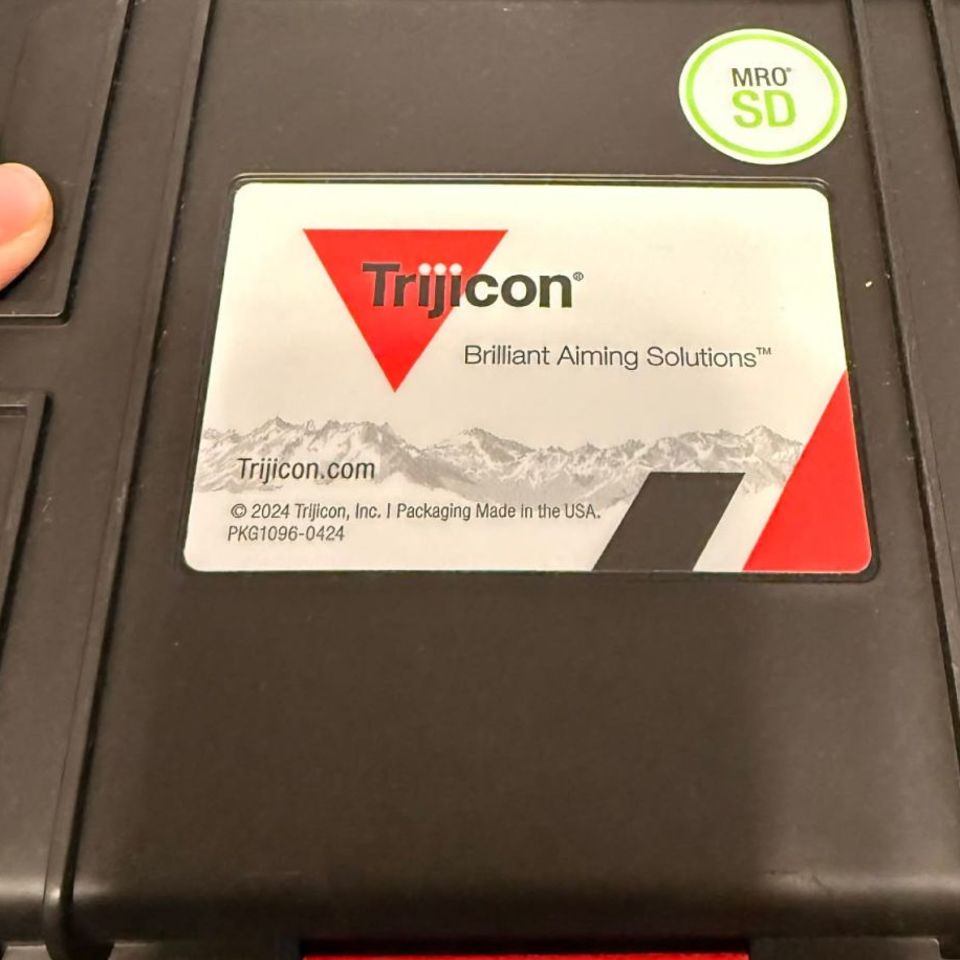 MRO®
SD
Trijicon®
Brilliant Aiming Solutions™
Trijicon.com
© 2024 Trijicon, Inc. | Packaging Made in the USA.
PKG1096-0424